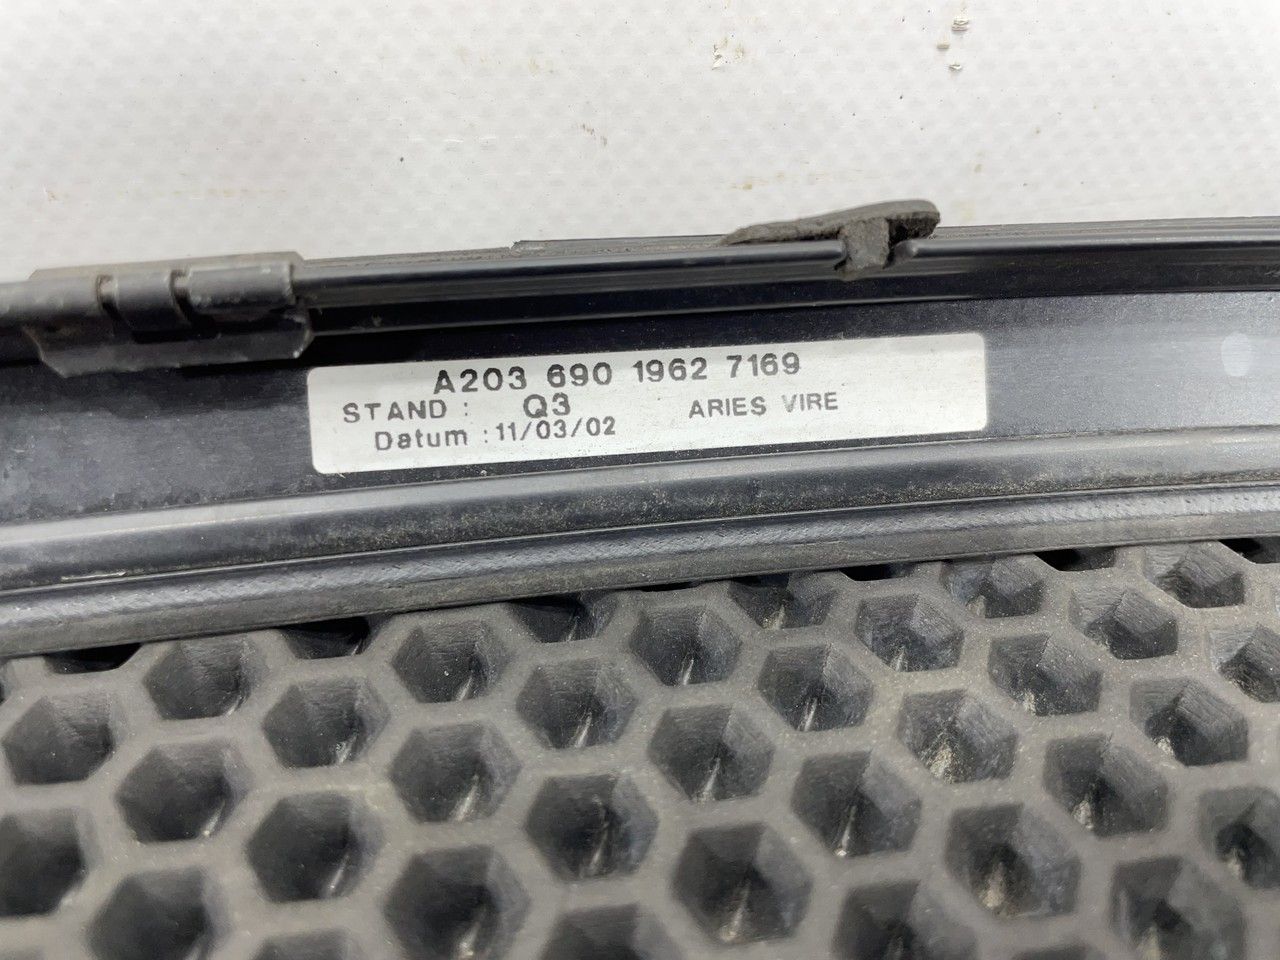 A203 690 1962 7169
STAND : Q3 ARIES VIRE
Datum : 11/03/02